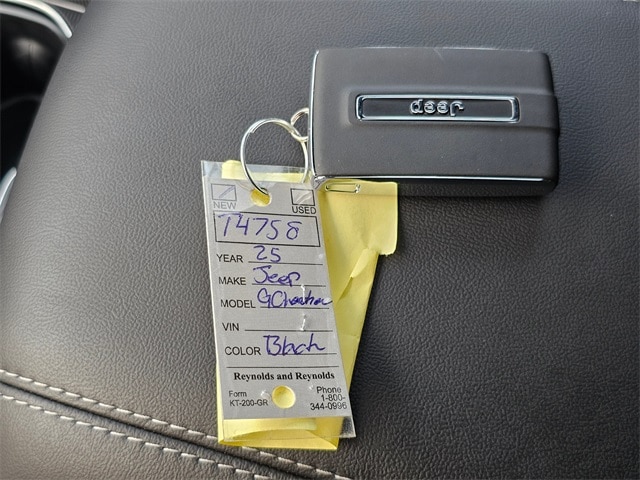 Jeep
NEW USED
T4758
YEAR 25
MAKE Jeep
MODEL GCherokee
VIN
COLOR Black
Reynolds and Reynolds
Form
KT-200-GR
Phone
1-800-
344-0996